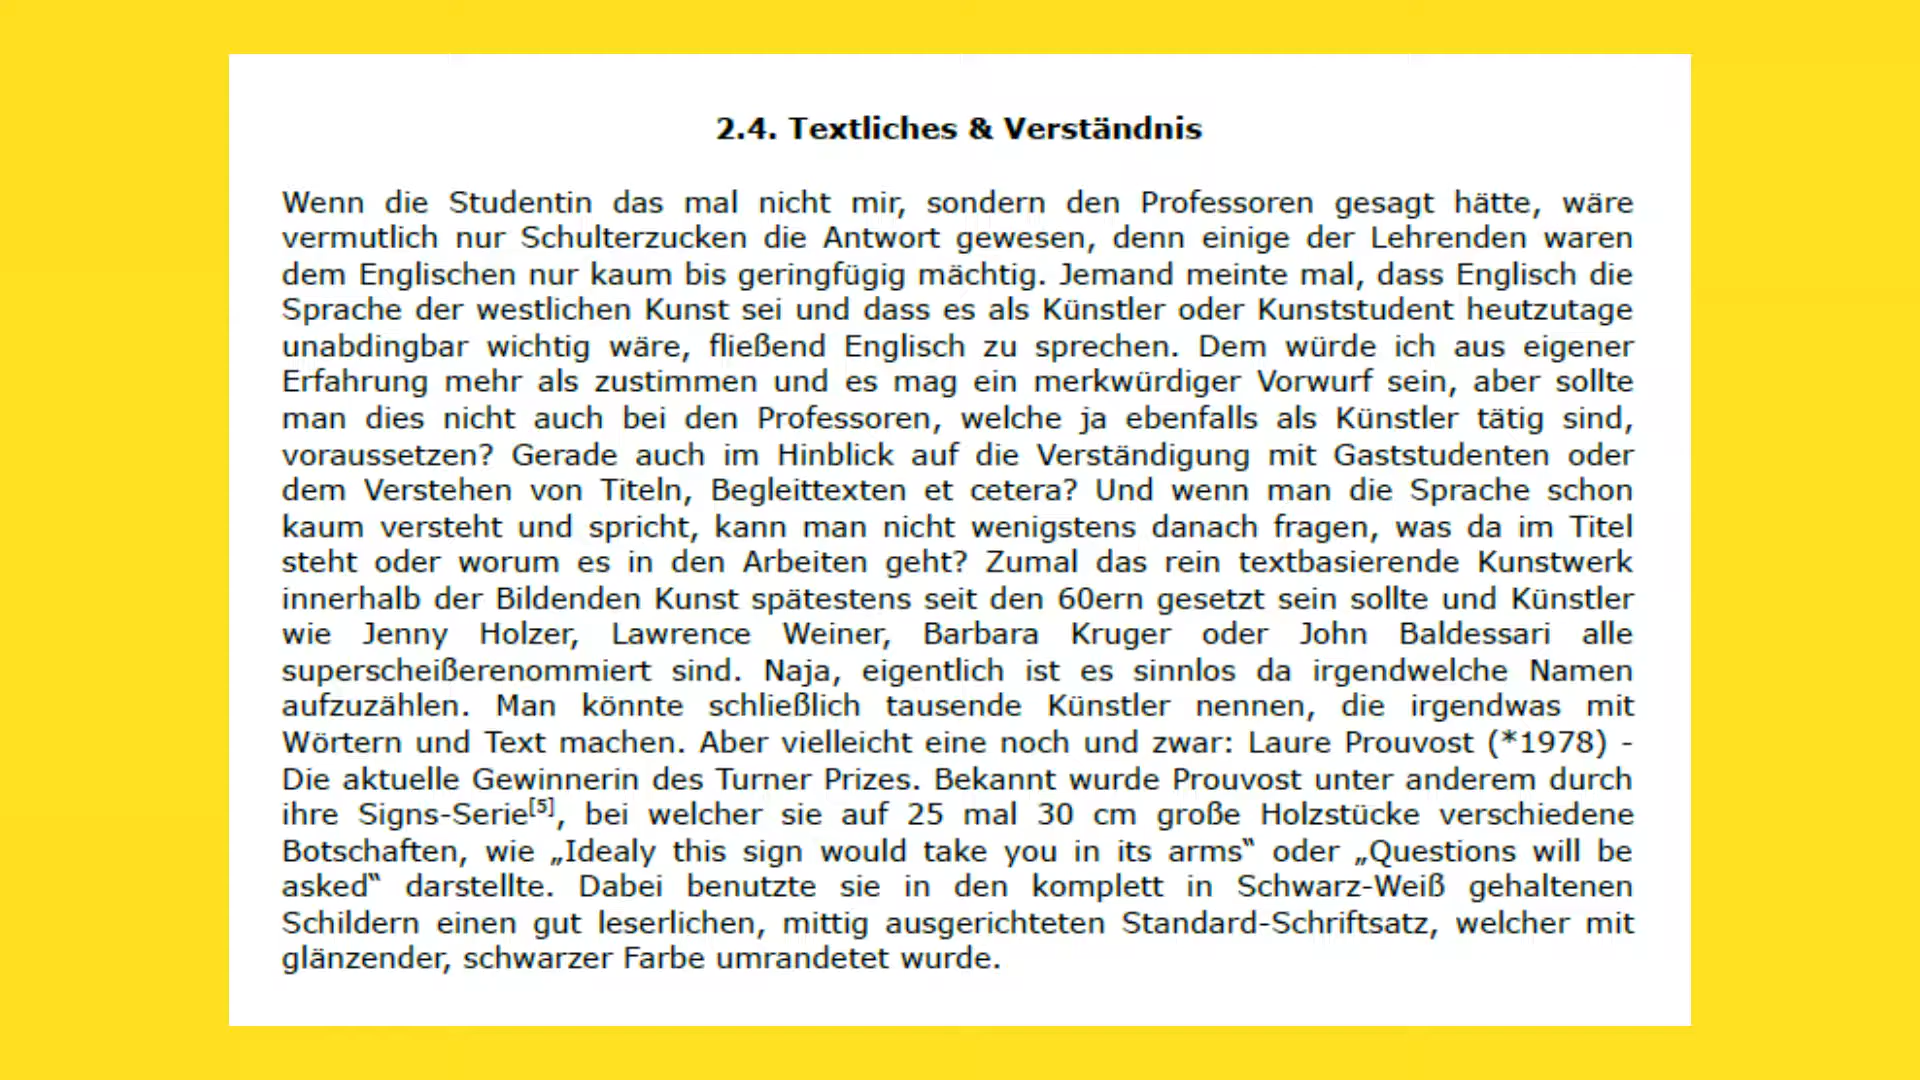 2.4. Textliches & Verständnis
Wenn die Studentin das mal nicht mir, sondern den Professoren gesagt hätte, wäre
vermutlich nur Schulterzucken die Antwort gewesen, denn einige der Lehrenden waren
dem Englischen nur kaum bis geringfügig mächtig. Jemand meinte mal, dass Englisch die
Sprache der westlichen Kunst sei und dass es als Künstler oder Kunststudent heutzutage
unabdingbar wichtig wäre, fließend Englisch zu sprechen. Dem würde ich aus eigener
Erfahrung mehr als zustimmen und es mag ein merkwürdiger Vorwurf sein, aber sollte
man dies nicht auch bei den Professoren, welche ja ebenfalls als Künstler tätig sind,
voraussetzen? Gerade auch im Hinblick auf die Verständigung mit Gaststudenten oder
dem Verstehen von Titeln, Begleittexten et cetera? Und wenn man die Sprache schon
kaum versteht und spricht, kann man nicht wenigstens danach fragen, was da im Titel
steht oder worum es in den Arbeiten geht? Zumal das rein textbasierende Kunstwerk
innerhalb der Bildenden Kunst spätestens seit den 60ern gesetzt sein sollte und Künstler
wie Jenny Holzer, Lawrence Weiner, Barbara Kruger oder John Baldessari alle
superscheißerenommiert sind. Naja, eigentlich ist es sinnlos da irgendwelche Namen
aufzuzählen. Man könnte schließlich tausende Künstler nennen, die irgendwas mit
Wörtern und Text machen. Aber vielleicht eine noch und zwar: Laure Prouvost (*1978) -
Die aktuelle Gewinnerin des Turner Prizes. Bekannt wurde Prouvost unter anderem durch
ihre Signs-Serie[5], bei welcher sie auf 25 mal 30 cm große Holzstücke verschiedene
Botschaften, wie „Idealy this sign would take you in its arms“ oder „Questions will be
asked“ darstellte. Dabei benutzte sie in den komplett in Schwarz-Weiß gehaltenen
Schildern einen gut leserlichen, mittig ausgerichteten Standard-Schriftsatz, welcher mit
glänzender, schwarzer Farbe umrandetet wurde.